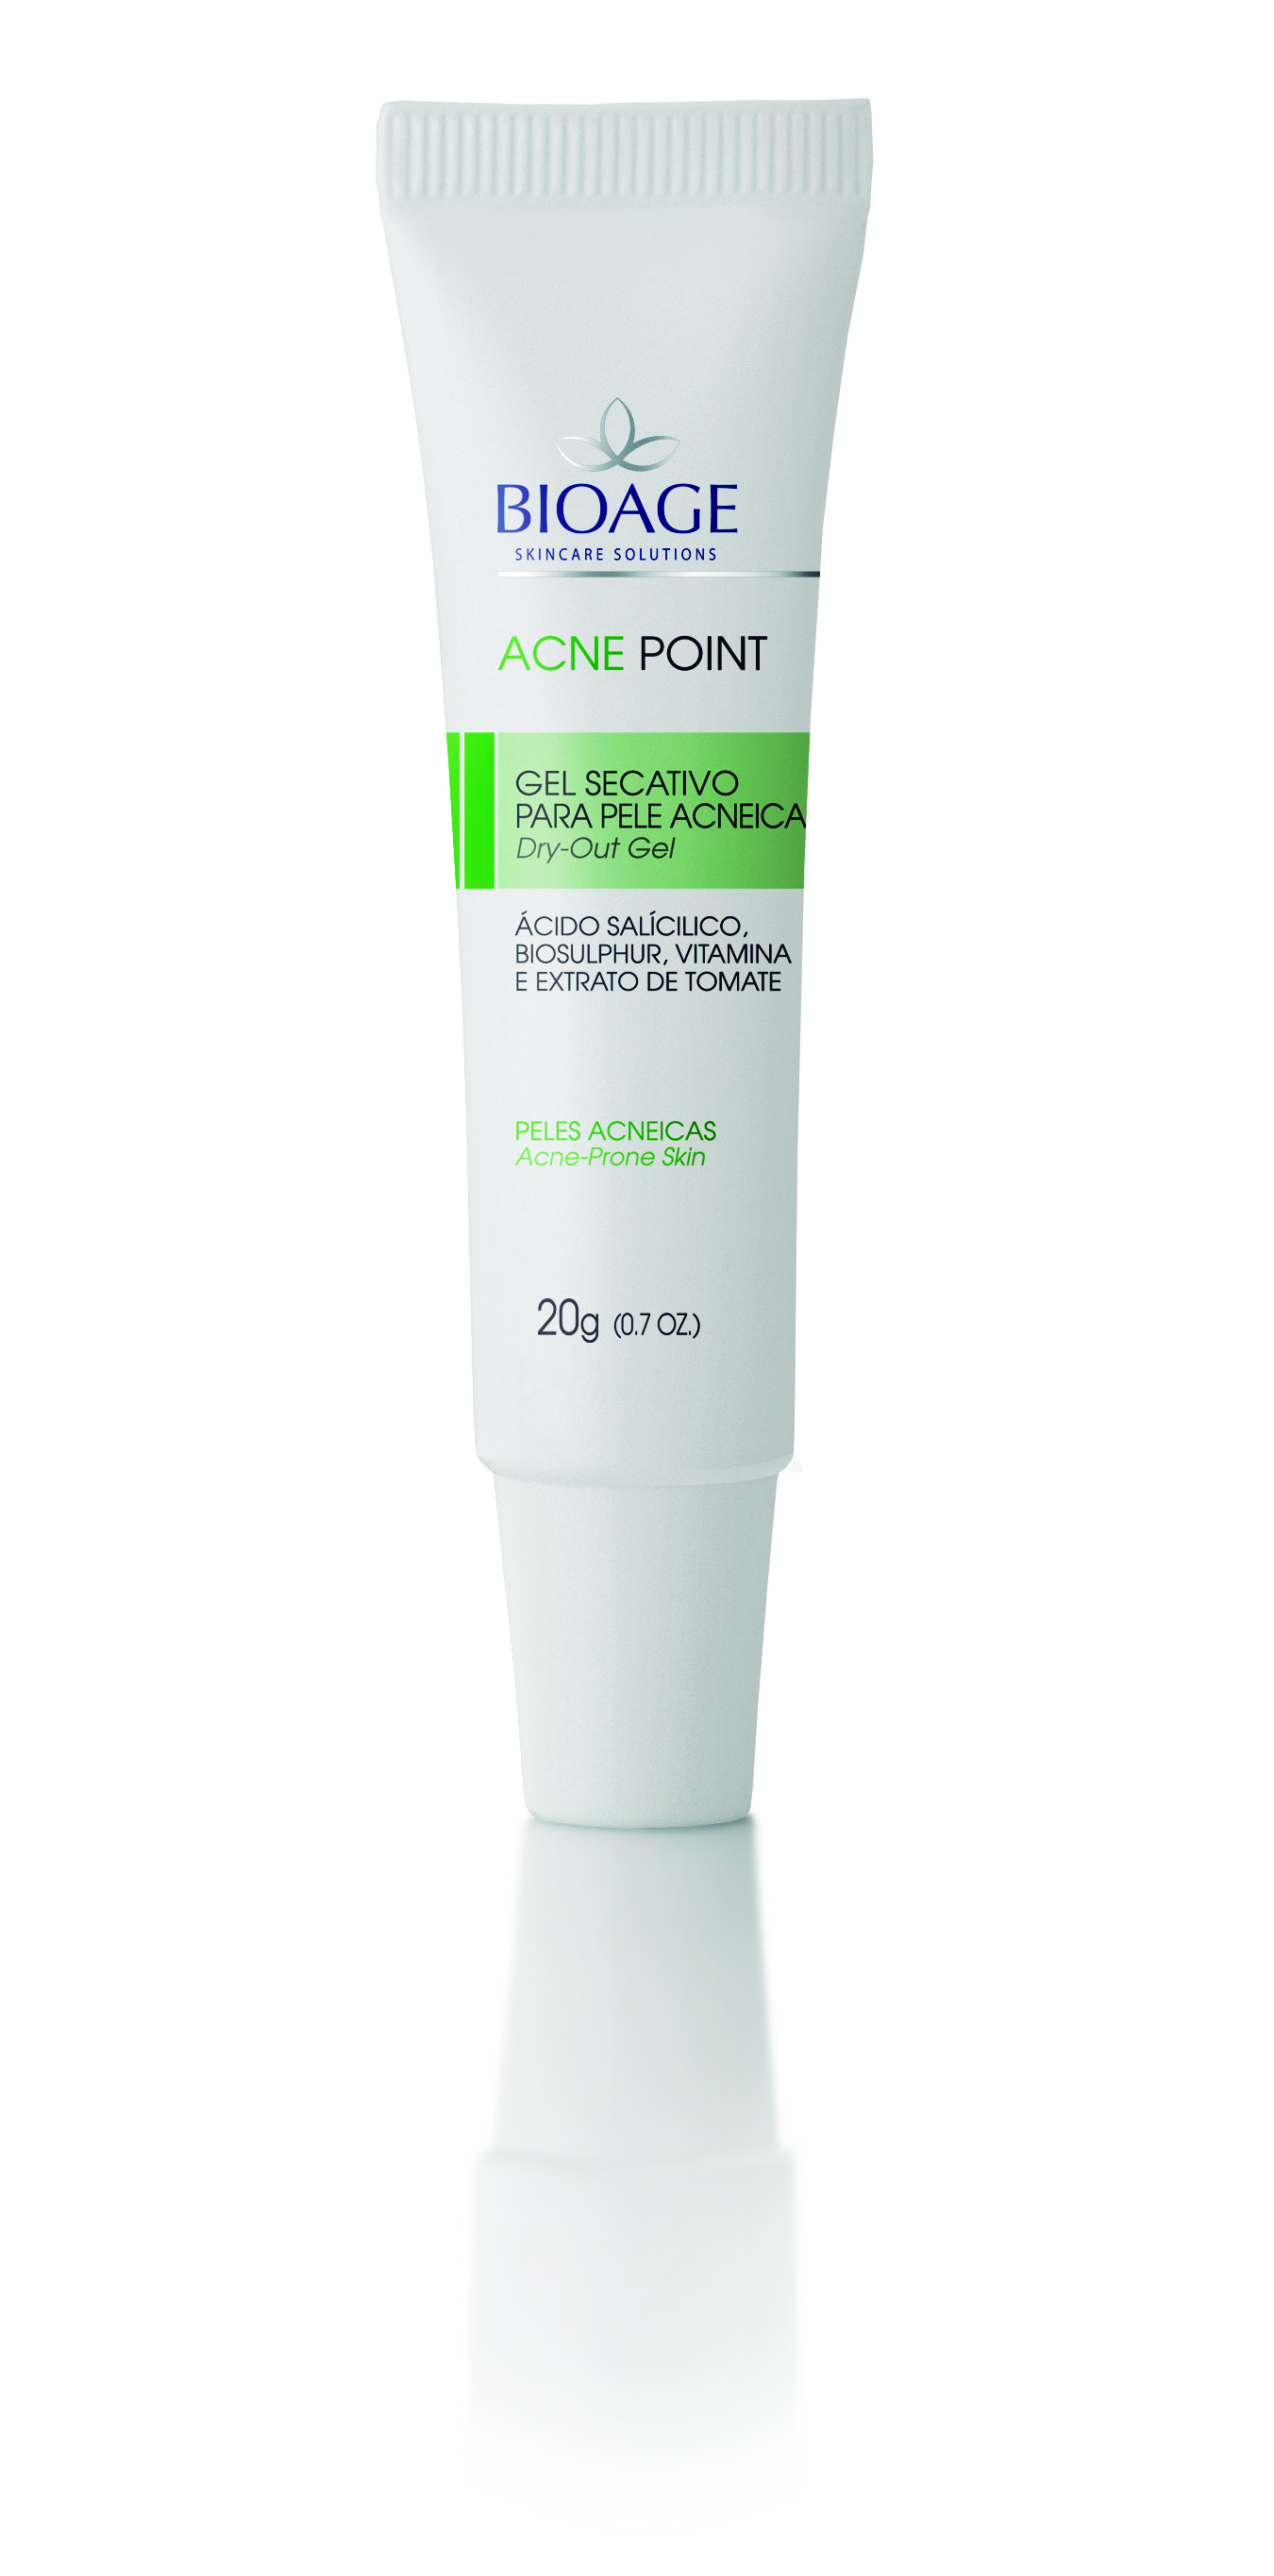 BIOAGE
SKINCARE SOLUTIONS
ACNE POINT
GEL SECATIVO
PARA PELE ACNEICA
Dry-Out Gel
ÁCIDO SALÍCILICO,
BIOSULPHUR, VITAMINA
E EXTRATO DE TOMATE
PELES ACNEICAS
Acne-Prone Skin
20g (0.7 OZ.)